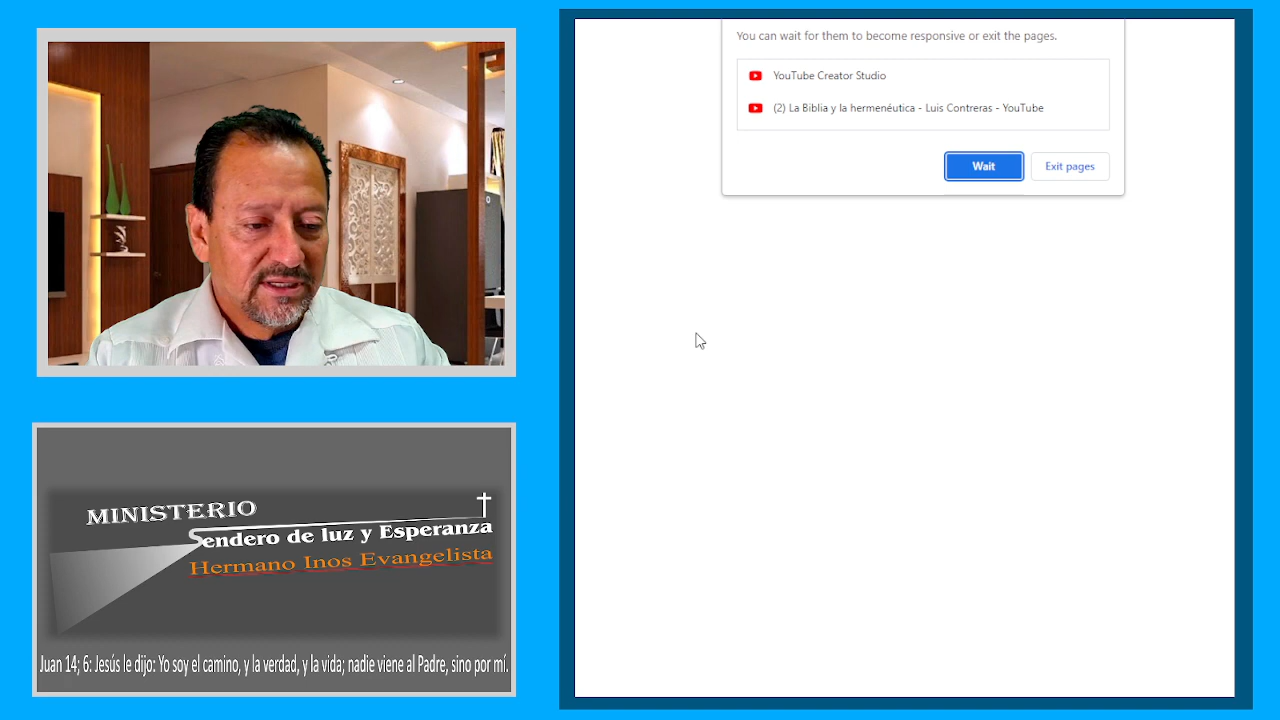 You can wait for them to become responsive or exit the pages.
YouTube Creator Studio
(2) La Biblia y la hermenéutica - Luis Contreras - YouTube
Wait
Exit pages
MINISTERIO
Sendero de luz y Esperanza
Hermano Inos Evangelista
Juan 14; 6: Jesús le dijo: Yo soy el camino, y la verdad, y la vida; nadie viene al Padre, sino por mí.